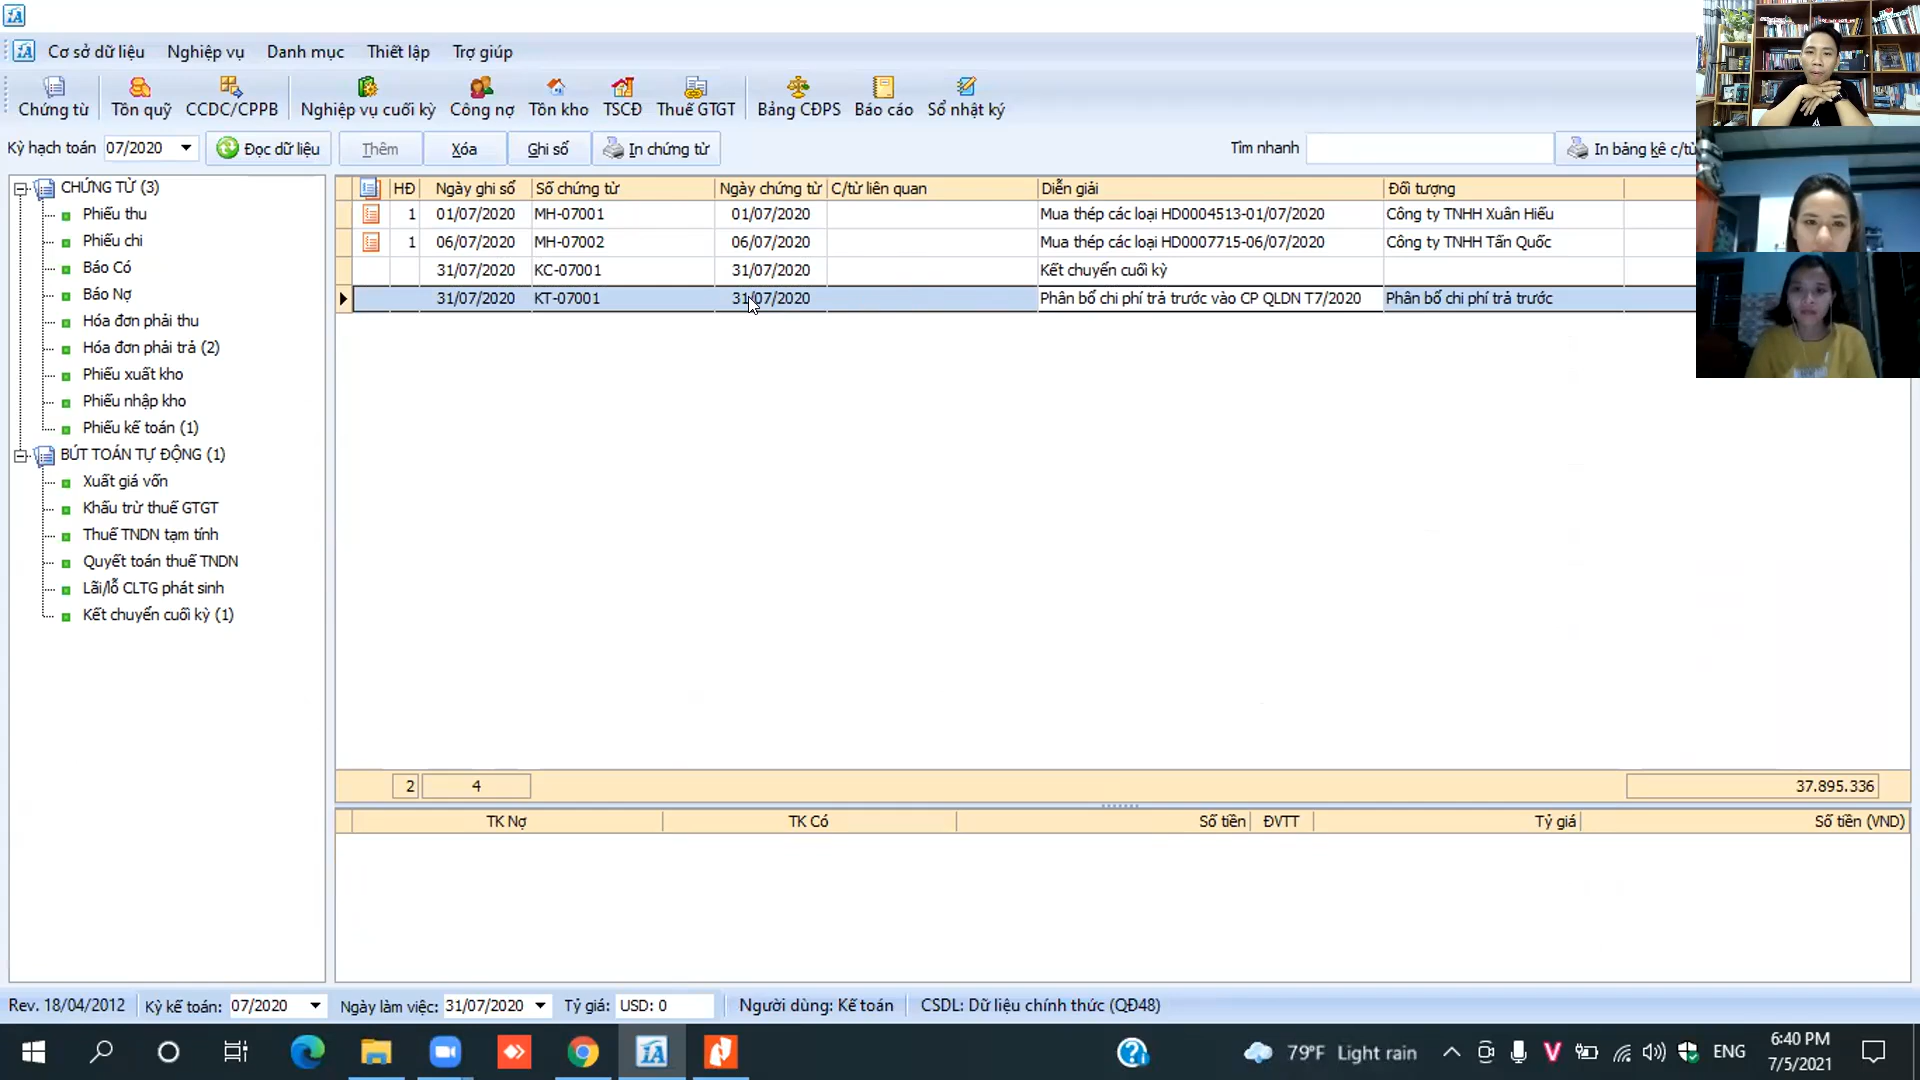 Cơ sở dữ liệu Nghiệp vụ Danh mục Thiết lập Trợ giúp
Chứng từ Tồn quỹ CCDC/CPPB Nghiệp vụ cuối kỳ Công nợ Tồn kho TSCĐ Thuế GTGT Bảng CĐPS Báo cáo Sổ nhật ký
Kỳ hạch toán 07/2020 Đọc dữ liệu Thêm Xóa Ghi sổ In chứng từ Tìm nhanh In bảng kê c/từ
CHỨNG TỪ (3)
Phiếu thu
Phiếu chi
Báo Có
Báo Nợ
Hóa đơn phải thu
Hóa đơn phải trả (2)
Phiếu xuất kho
Phiếu nhập kho
Phiếu kế toán (1)
BÚT TOÁN TỰ ĐỘNG (1)
Xuất giá vốn
Khấu trừ thuế GTGT
Thuế TNDN tạm tính
Quyết toán thuế TNDN
Lãi/lỗ CLTG phát sinh
Kết chuyển cuối kỳ (1)
HĐ Ngày ghi sổ Số chứng từ Ngày chứng từ C/từ liên quan Diễn giải Đối tượng
1 01/07/2020 MH-07001 01/07/2020 Mua thép các loại HD0004513-01/07/2020 Công ty TNHH Xuân Hiếu
1 06/07/2020 MH-07002 06/07/2020 Mua thép các loại HD0007715-06/07/2020 Công ty TNHH Tấn Quốc
31/07/2020 KC-07001 31/07/2020 Kết chuyển cuối kỳ
31/07/2020 KT-07001 31/07/2020 Phân bổ chi phí trả trước vào CP QLDN T7/2020 Phân bổ chi phí trả trước
2 4 37.895.336
TK Nợ TK Có Số tiền ĐVTT Tỷ giá Số tiền (VND)
Rev. 18/04/2012 Kỳ kế toán: 07/2020 Ngày làm việc: 31/07/2020 Tỷ giá: USD: 0 Người dùng: Kế toán CSDL: Dữ liệu chính thức (QĐ48)
79°F Light rain ENG 6:40 PM
7/5/2021